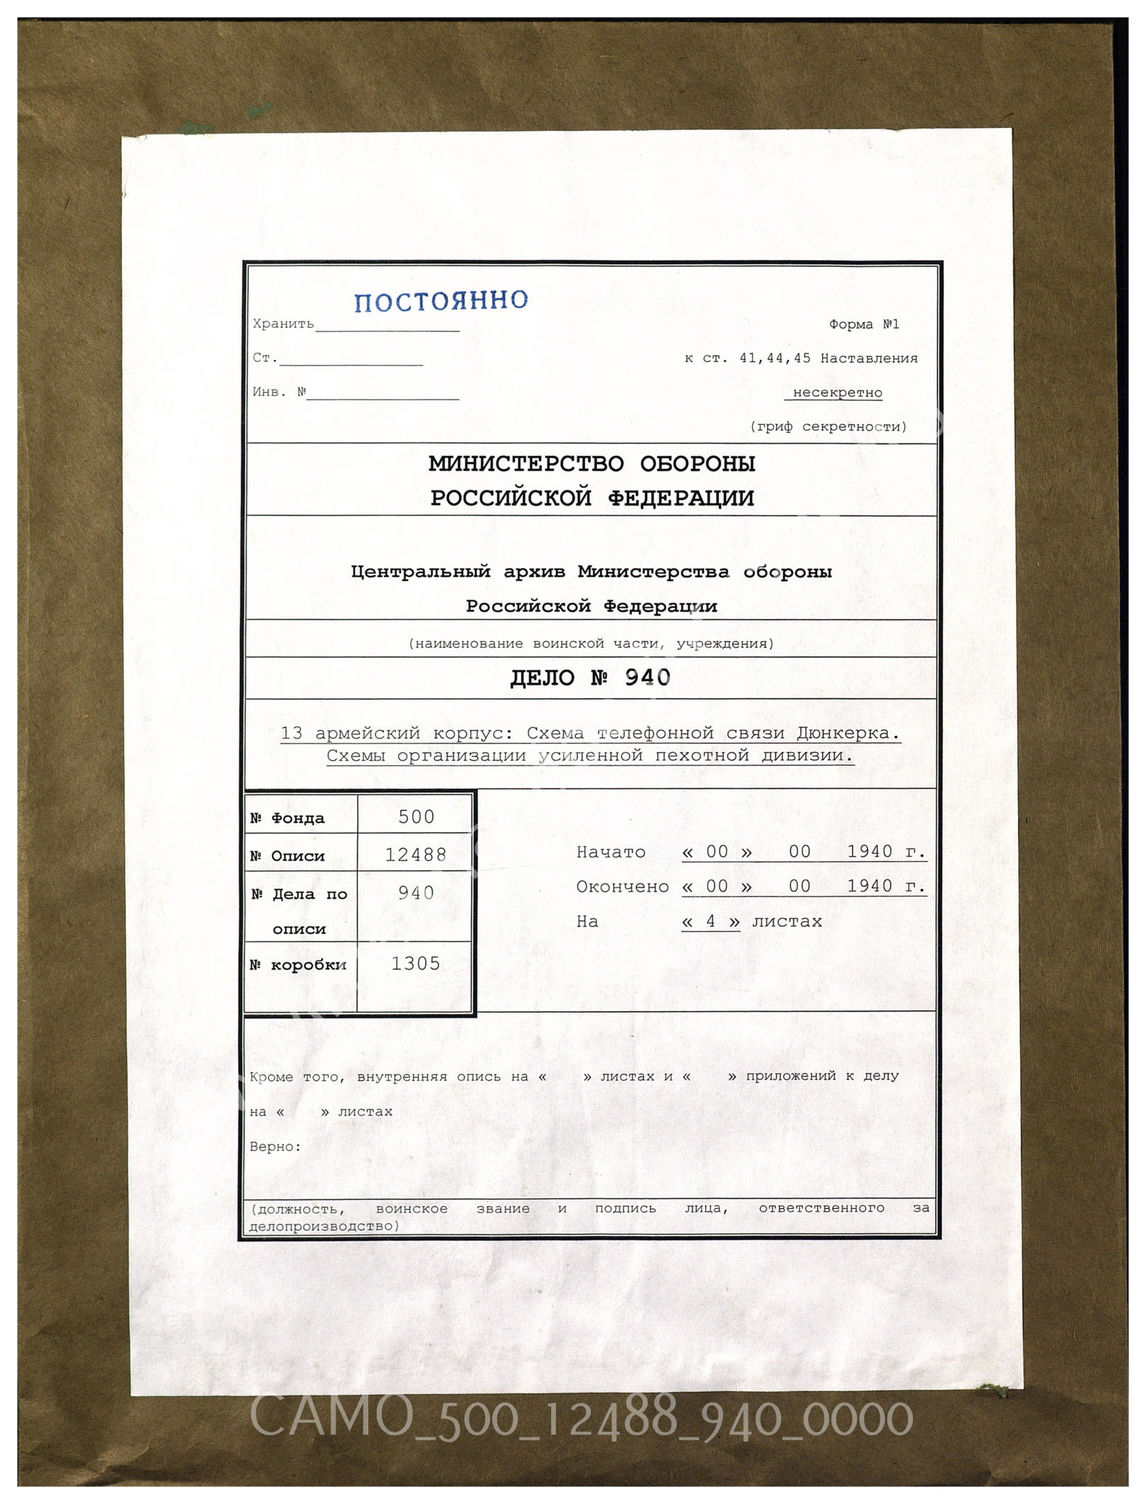 ПОСТОЯННО
Хранить
Форма №1
Ст.
к ст. 41,44,45 Наставления
Инв. №
несекретно
(гриф секретности)
МИНИСТЕРСТВО ОБОРОНЫ
РОССИЙСКОЙ ФЕДЕРАЦИИ
Центральный архив Министерства обороны
Российской Федерации
(наименование воинской части, учреждения)
ДЕЛО № 940
13 армейский корпус: Схема телефонной связи Дюнкерка.
Схемы организации усиленной пехотной дивизии.
№ Фонда 500
№ Описи 12488
№ Дела по 940
описи
№ коробки 1305
Начато « 00 » 00 1940 г.
Окончено « 00 » 00 1940 г.
На « 4 » листах
Кроме того, внутренняя опись на « » листах и « » приложений к делу
на « » листах
Верно:
(должность, воинское звание и подпись лица, ответственного за
делопроизводство)
CAMO_500_12488_940_0000